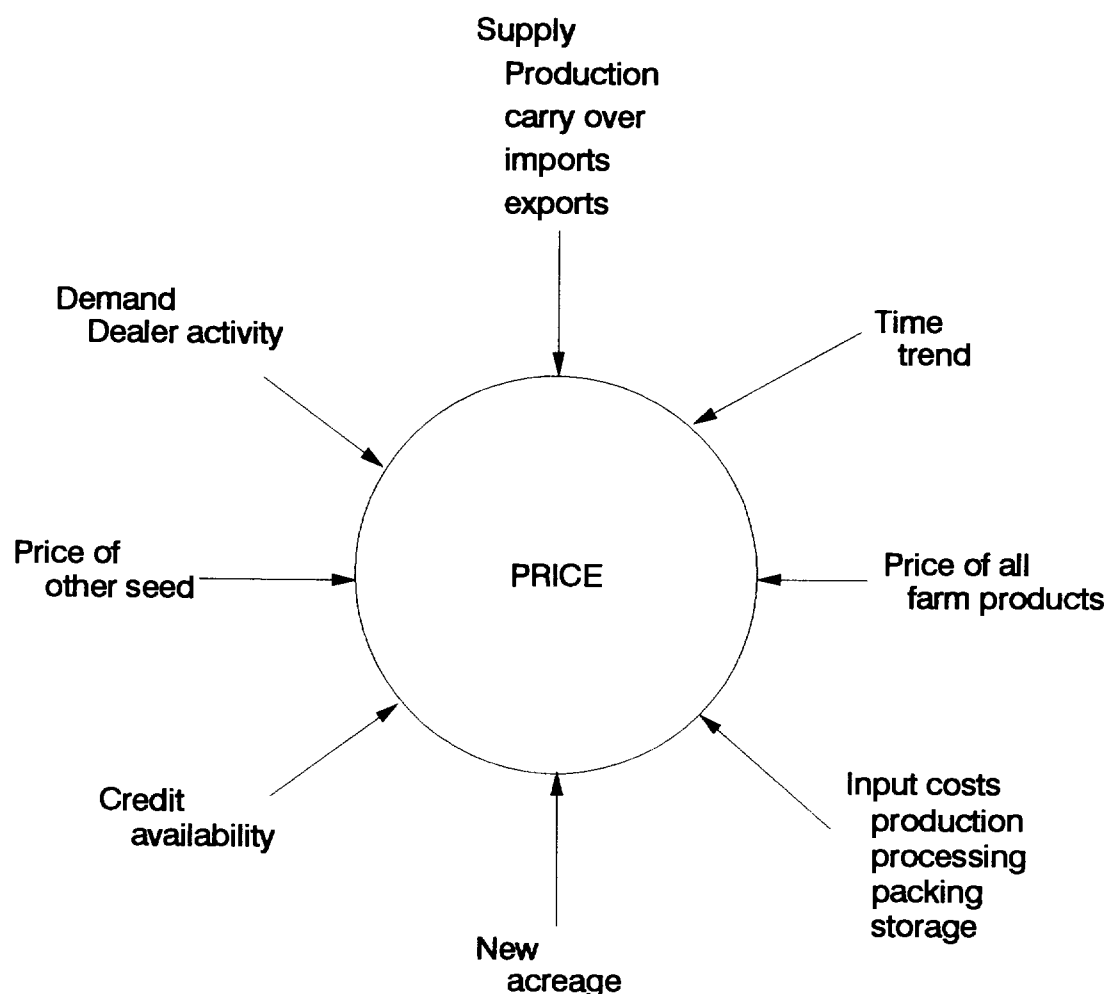 Supply
Production
carry over
imports
exports
Demand
Dealer activity
Time
trend
Price of
other seed
PRICE
Price of all
farm products
Credit
availability
Input costs
production
processing
packing
storage
New
acreage